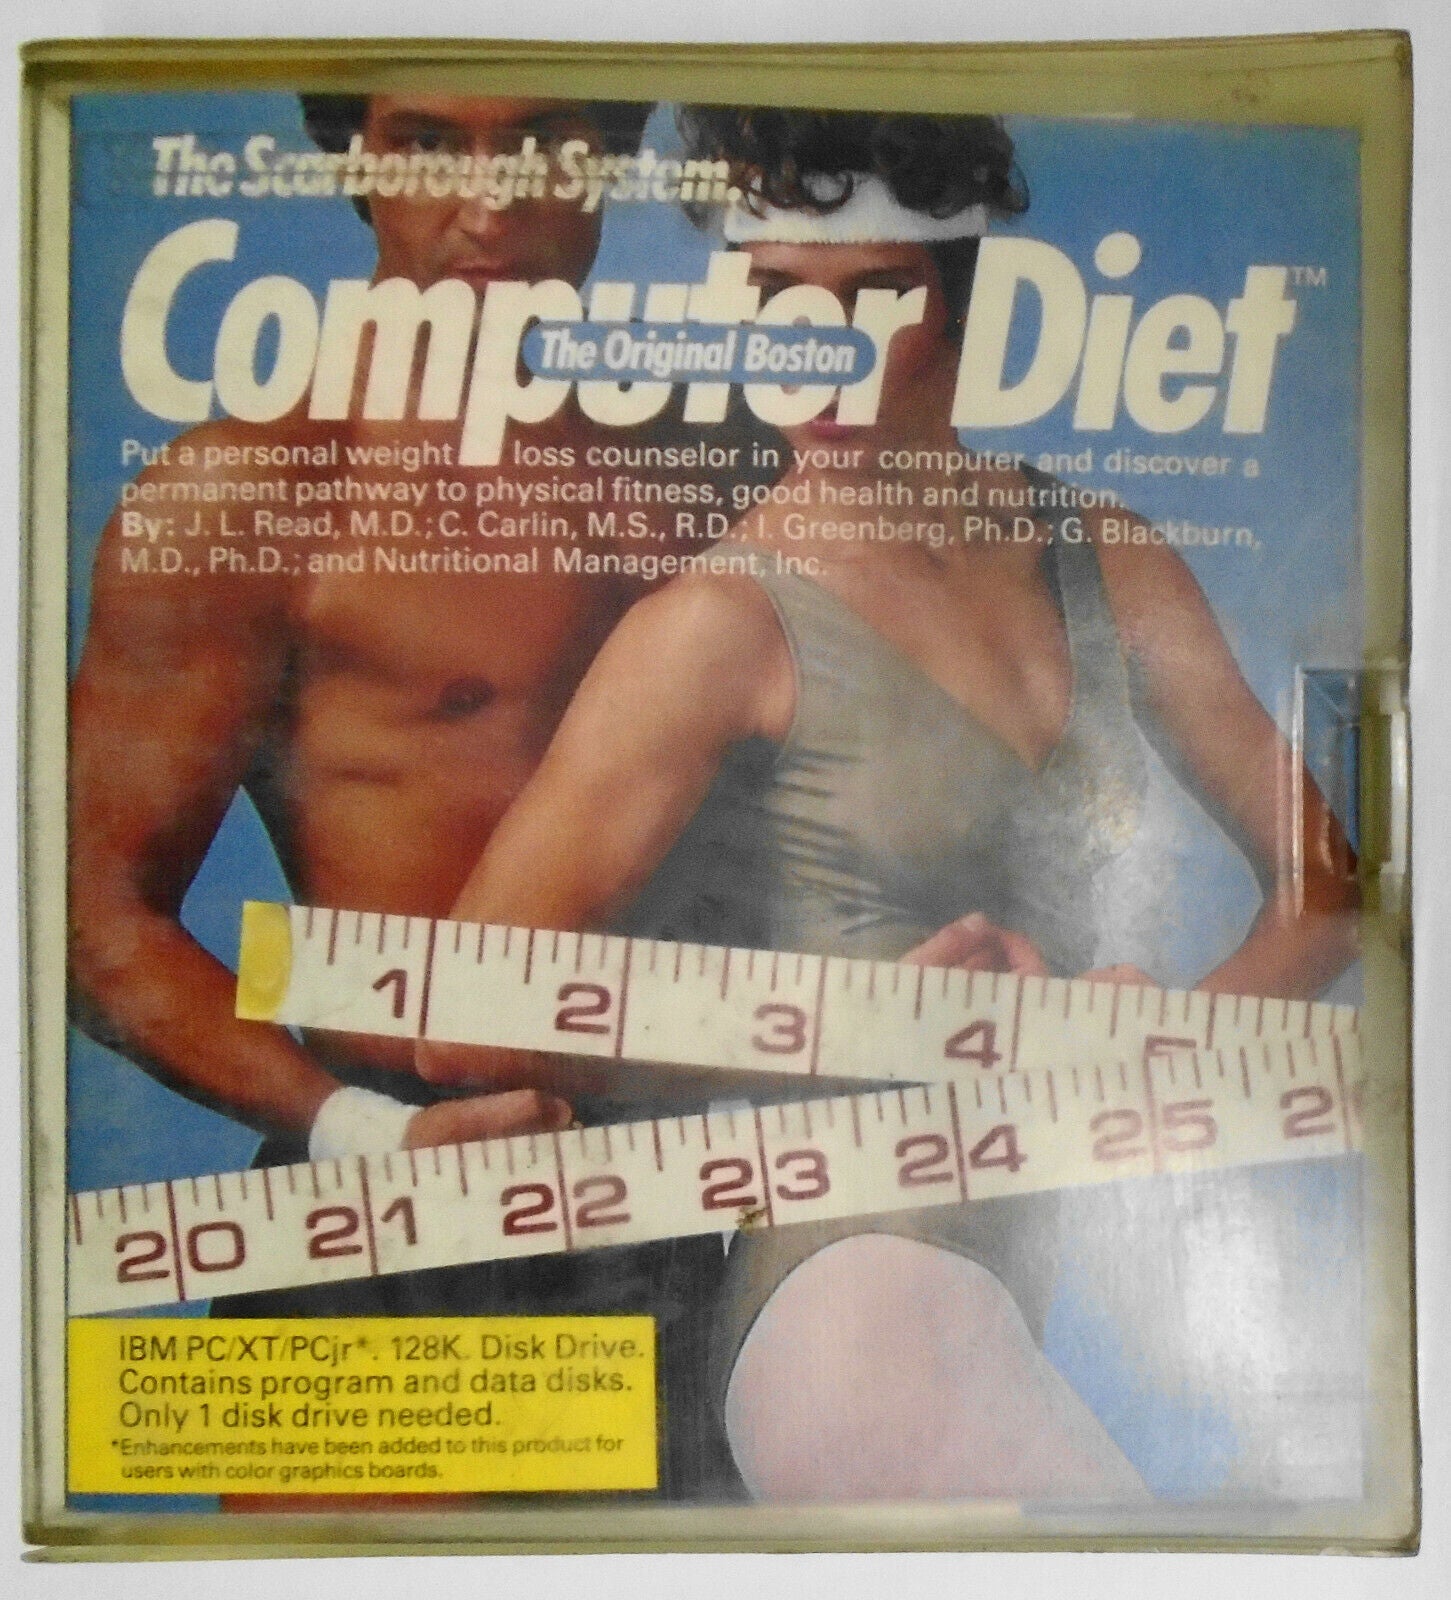 The Scarborough System.
Computer Diet™
The Original Boston
Put a personal weight loss counselor in your computer and discover a
permanent pathway to physical fitness, good health and nutrition.
By: J. L. Read, M.D.; C. Carlin, M.S., R.D.; I. Greenberg, Ph.D.; G. Blackburn,
M.D., Ph.D.; and Nutritional Management, Inc.
1 2 3 4
20 21 22 23 24 25 2
IBM PC/XT/PCjr*. 128K. Disk Drive.
Contains program and data disks.
Only 1 disk drive needed.
*Enhancements have been added to this product for
users with color graphics boards.